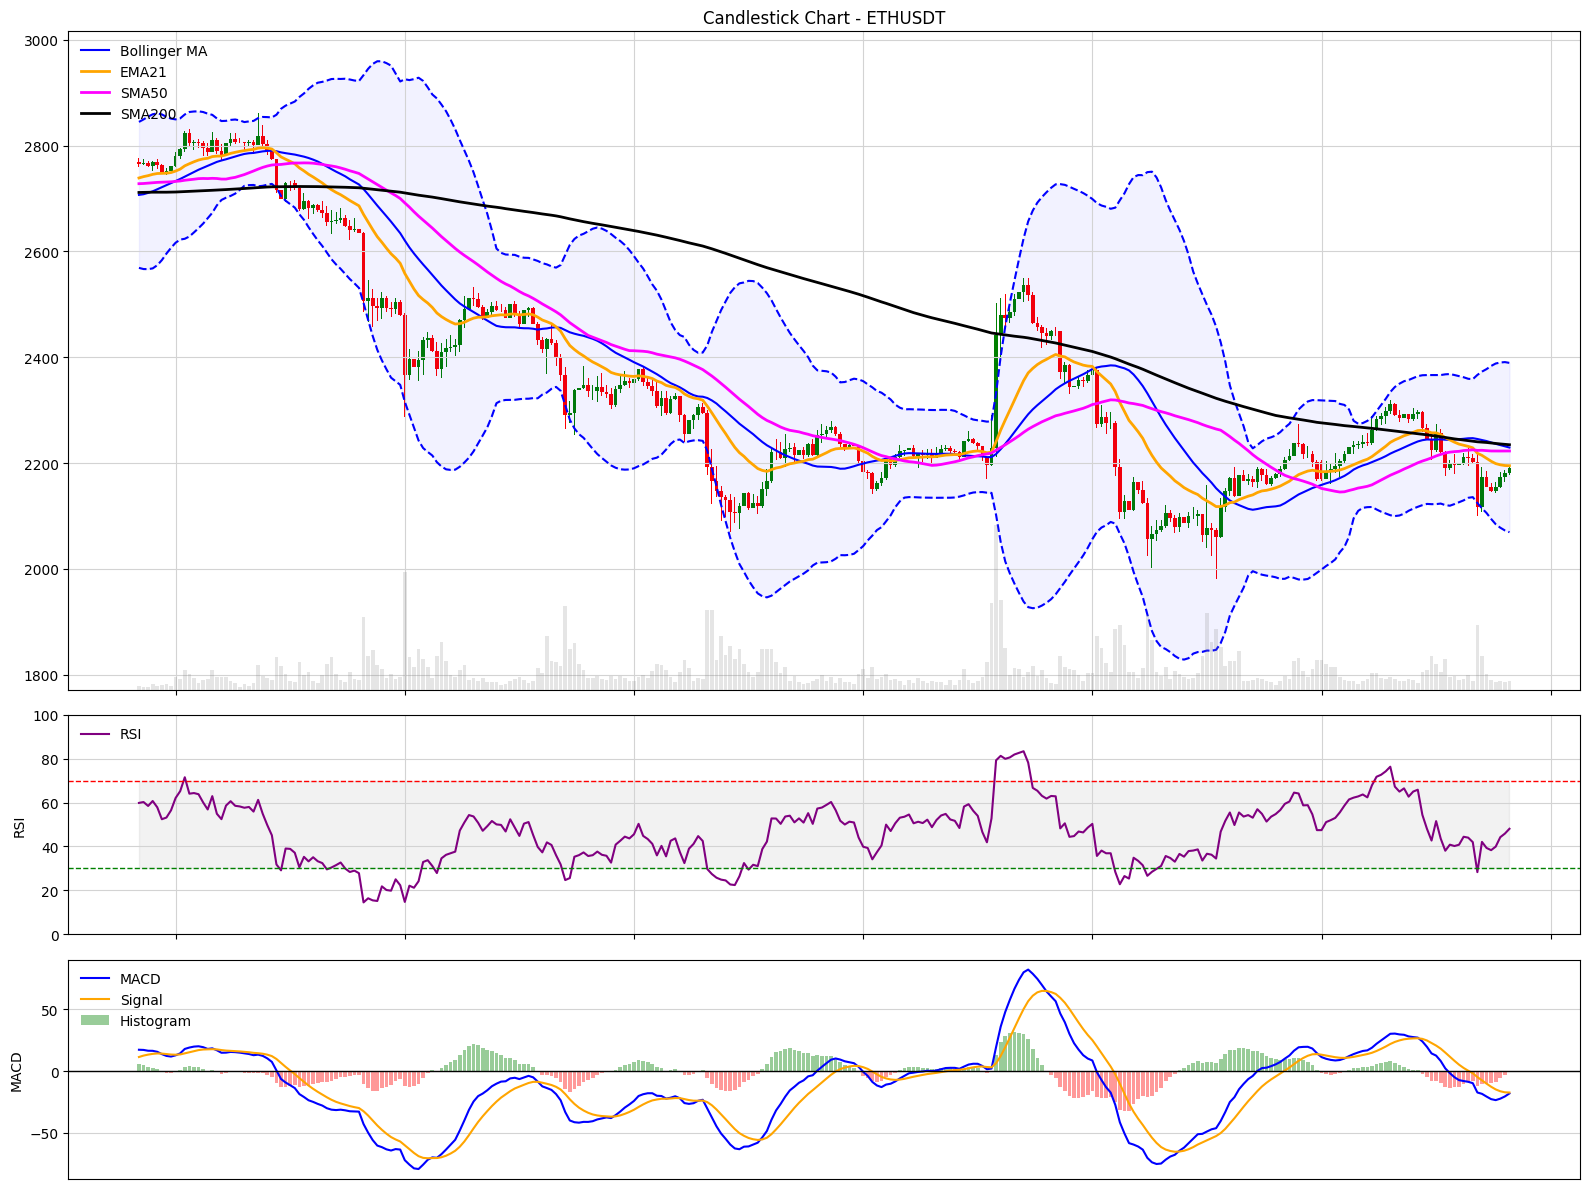 Candlestick Chart - ETHUSDT
3000
2800
2600
2400
2200
2000
1800
Bollinger MA
EMA21
SMA50
SMA200
100
80
60
40
20
0
RSI
RSI
50
0
−50
MACD
MACD
Signal
Histogram